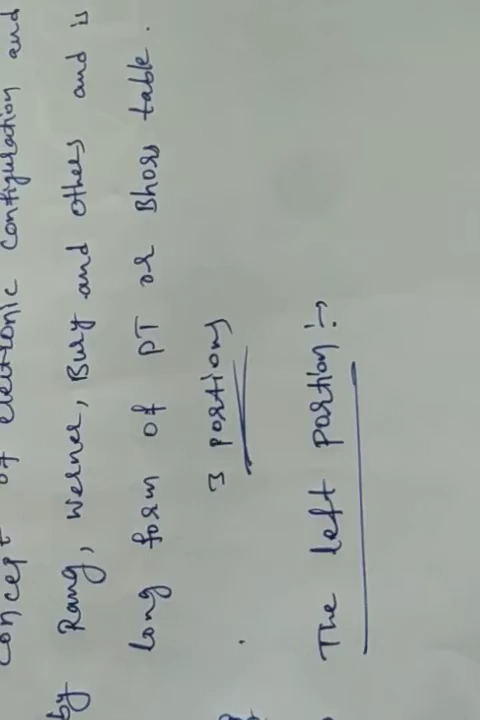 concept of electronic configuration and
by Rang, Werner, Bury and others and is
long form of PT or Bhors table.
3 portions
The left portion :→